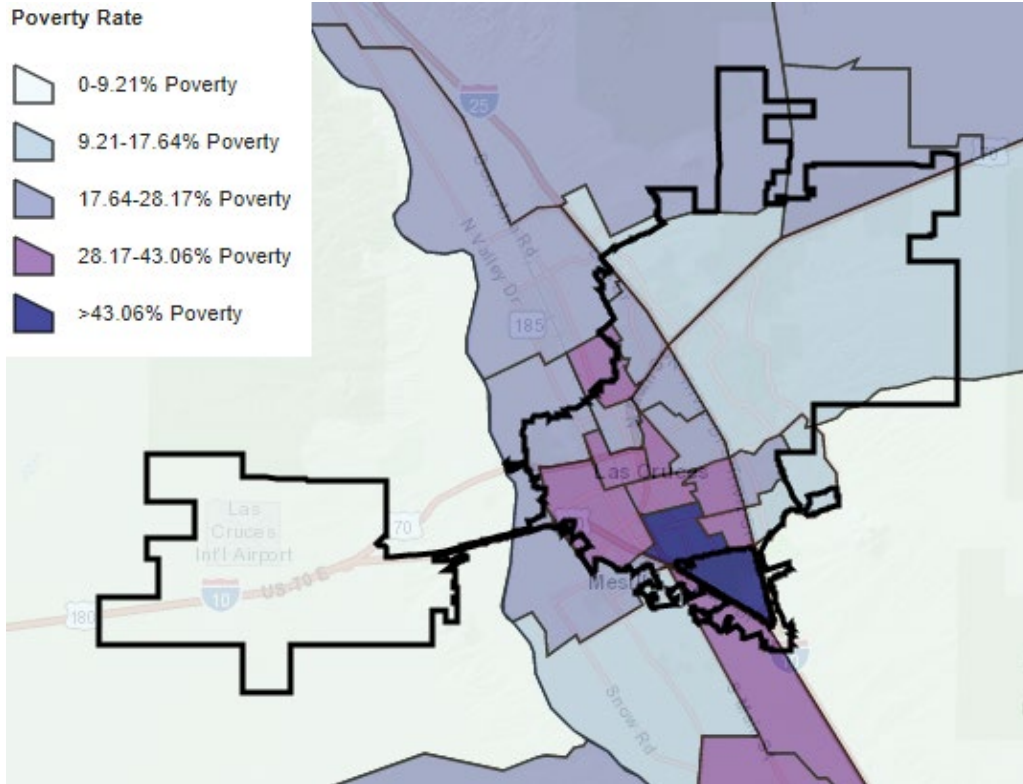 Poverty Rate
0-9.21% Poverty
9.21-17.64% Poverty
17.64-28.17% Poverty
28.17-43.06% Poverty
>43.06% Poverty
25
70
N Valley Dr
185
Las Cruces
Las
Cruces
Int'l Airport
70
US-70 E
10
180
Snow Rd